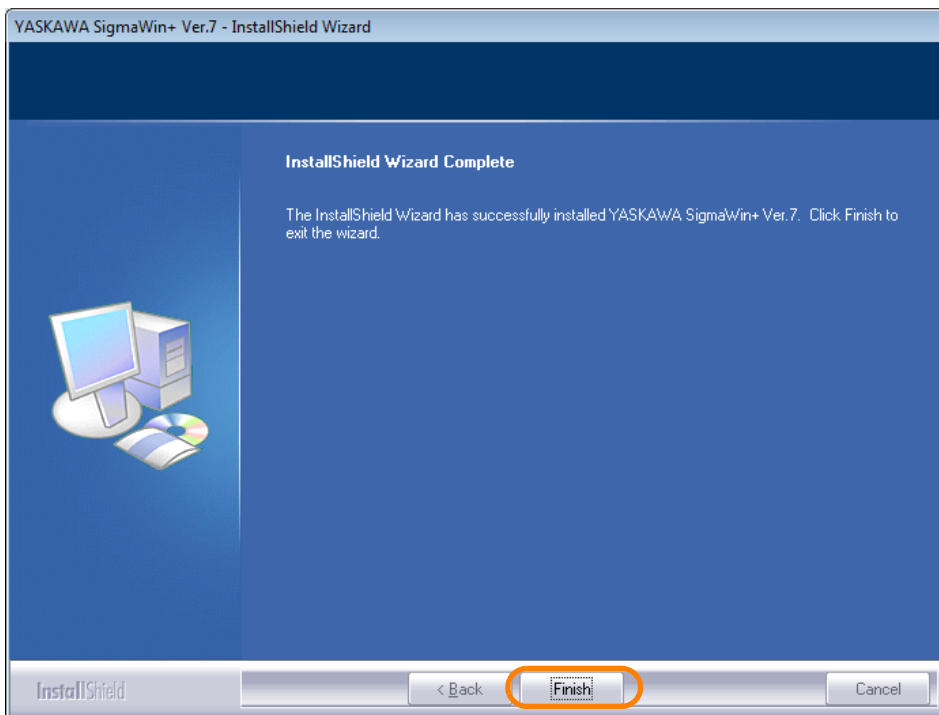 YASKAWA SigmaWin+ Ver.7 - InstallShield Wizard
InstallShield Wizard Complete
The InstallShield Wizard has successfully installed YASKAWA SigmaWin+ Ver.7. Click Finish to
exit the wizard.
InstallShield
< Back
Finish
Cancel